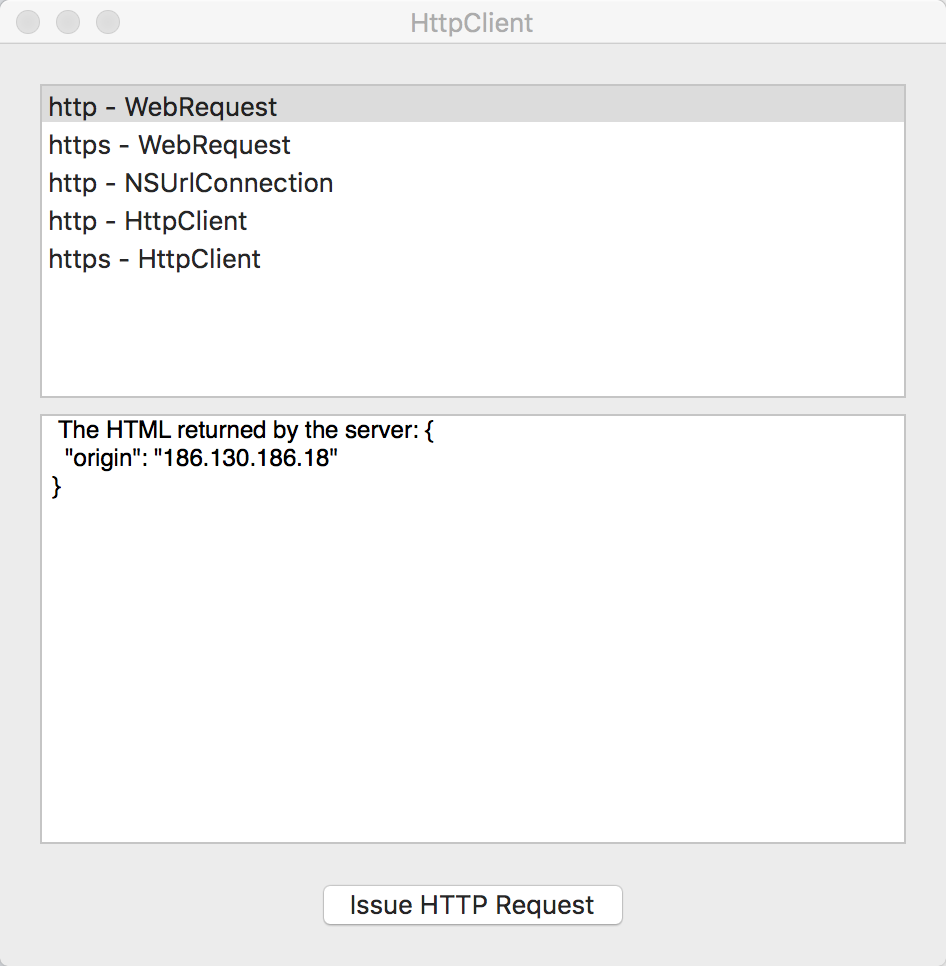 HttpClient
http - WebRequest
https - WebRequest
http - NSUrlConnection
http - HttpClient
https - HttpClient
The HTML returned by the server: {
"origin": "186.130.186.18"
}
Issue HTTP Request